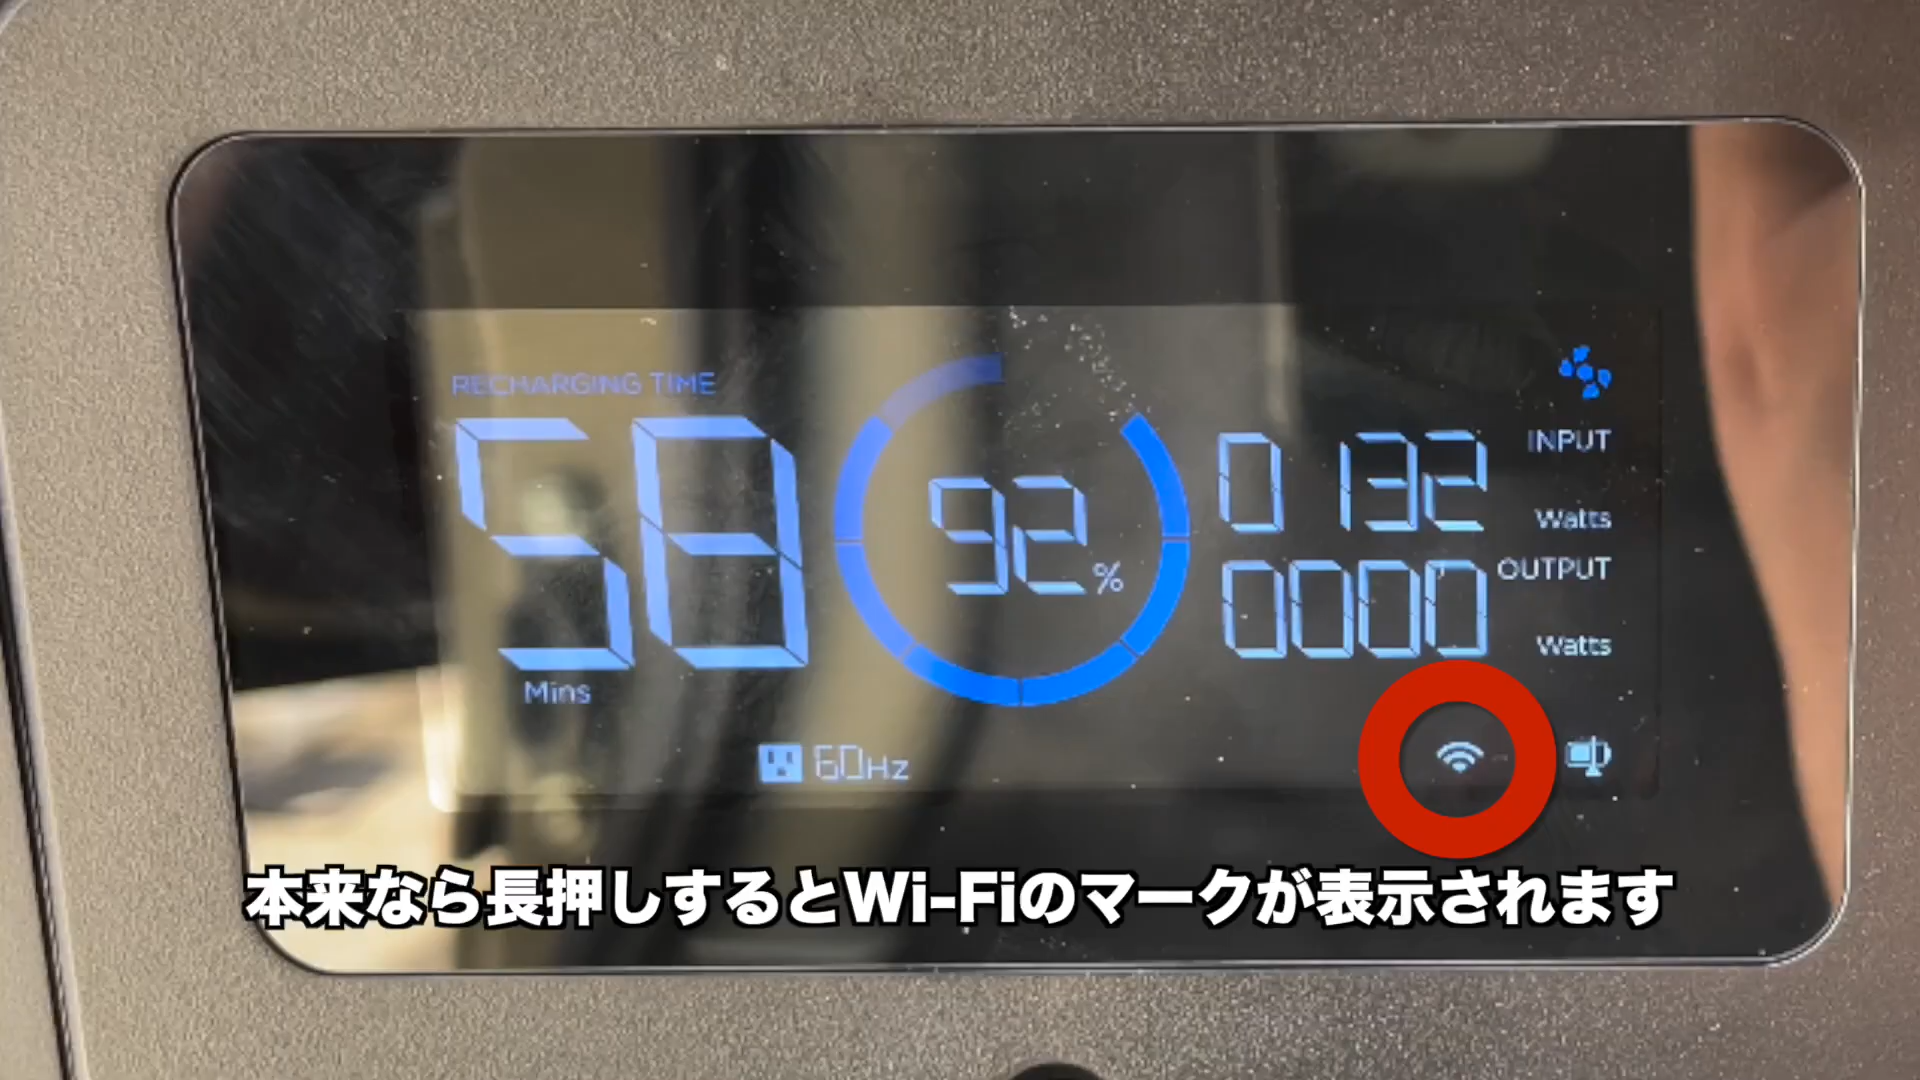 RECHARGING TIME
58
Mins
92%
INPUT
0132
Watts
OUTPUT
0000
Watts
60Hz
本来なら長押しするとWi-Fiのマークが表示されます